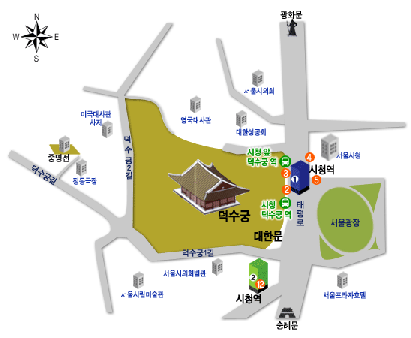 광화문
N
W
E
S
서울시의회
미국대사관
사저
영국대사관
대한성공회
서울시청
중명전
정동극장
덕수궁길
시청 앞
덕수궁 역
4
시청역
1
5
3
2
시청
덕수궁 역
덕수궁
대한문
태평로
서울광장
덕수궁길
서울시의회별관
서울시립미술관
2
12
시청역
서울프라자호텔
숭례문